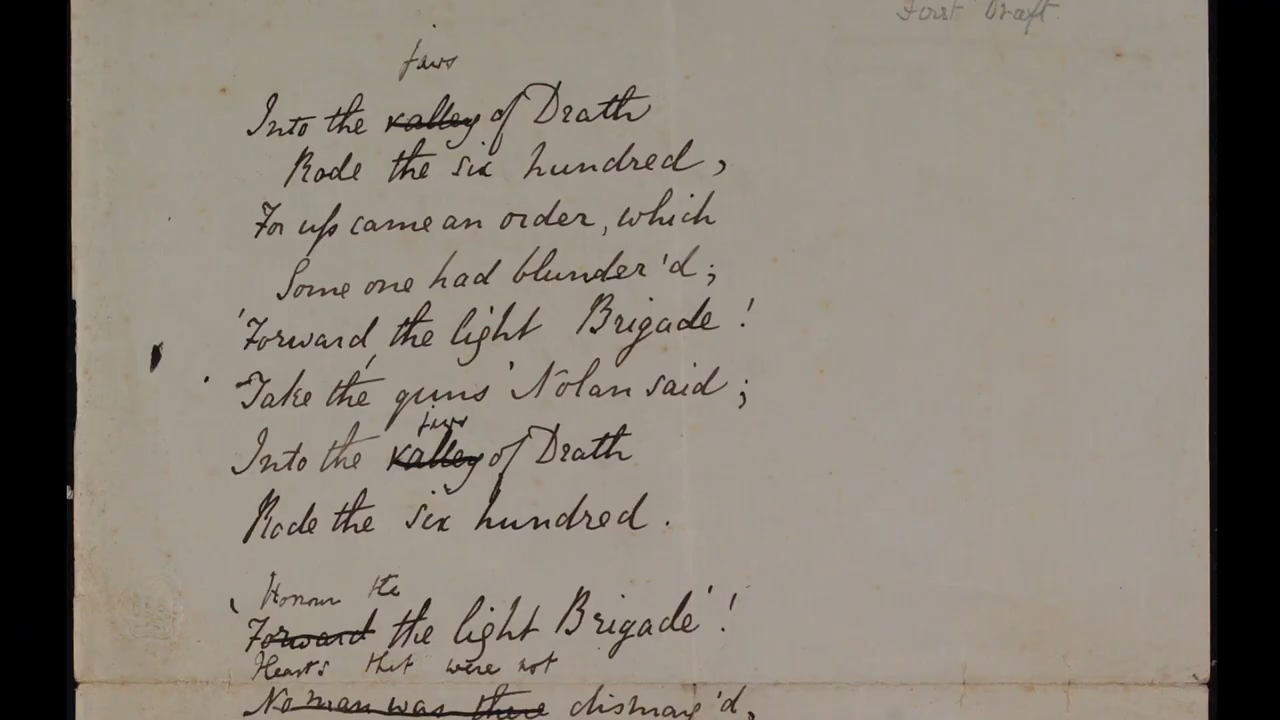 First Draft.
jaws
Into the valley of Death
Rode the six hundred,
For up came an order, which
Some one had blunder'd;
'Forward, the light Brigade!
Take the guns' Nolan said;
jaws
Into the valley of Death
Rode the six hundred.
Honour the
'Forward the light Brigade'!
Hearts that were not
No man was there dismay'd,